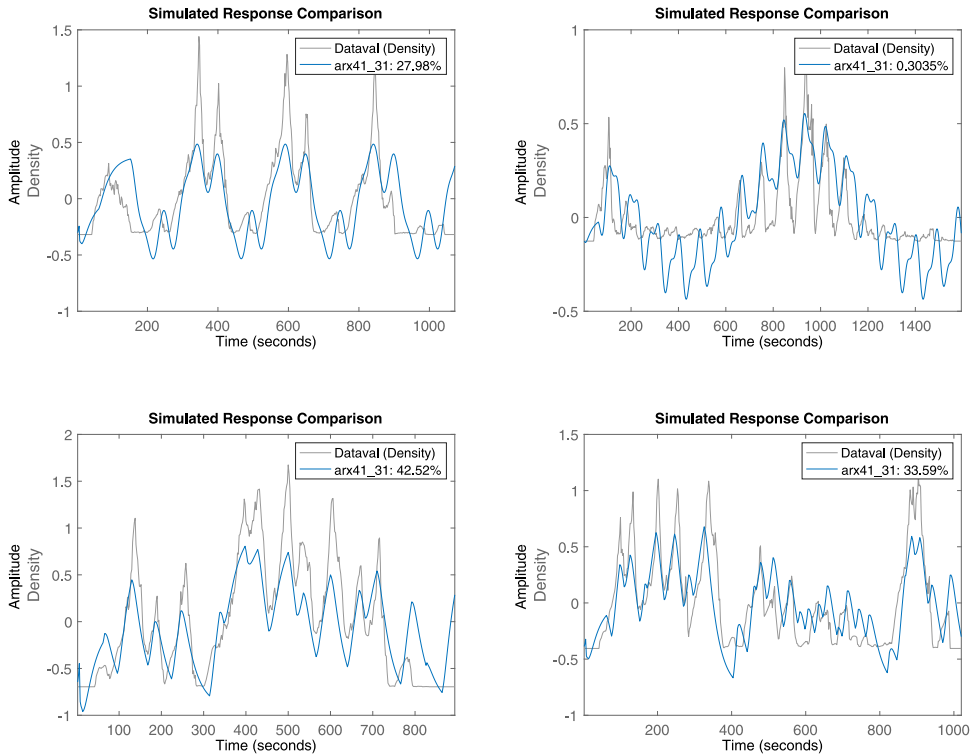 Simulated Response Comparison
1.5
1
0.5
0
-0.5
-1
Amplitude
Density
Dataval (Density)
arx41_31: 27.98%
200 400 600 800 1000
Time (seconds)
Simulated Response Comparison
1
0.5
0
-0.5
Amplitude
Density
Dataval (Density)
arx41_31: 0.3035%
200 400 600 800 1000 1200 1400
Time (seconds)
Simulated Response Comparison
2
1.5
1
0.5
0
-0.5
-1
Amplitude
Density
Dataval (Density)
arx41_31: 42.52%
100 200 300 400 500 600 700 800
Time (seconds)
Simulated Response Comparison
1.5
1
0.5
0
-0.5
-1
Amplitude
Density
Dataval (Density)
arx41_31: 33.59%
200 400 600 800 1000
Time (seconds)